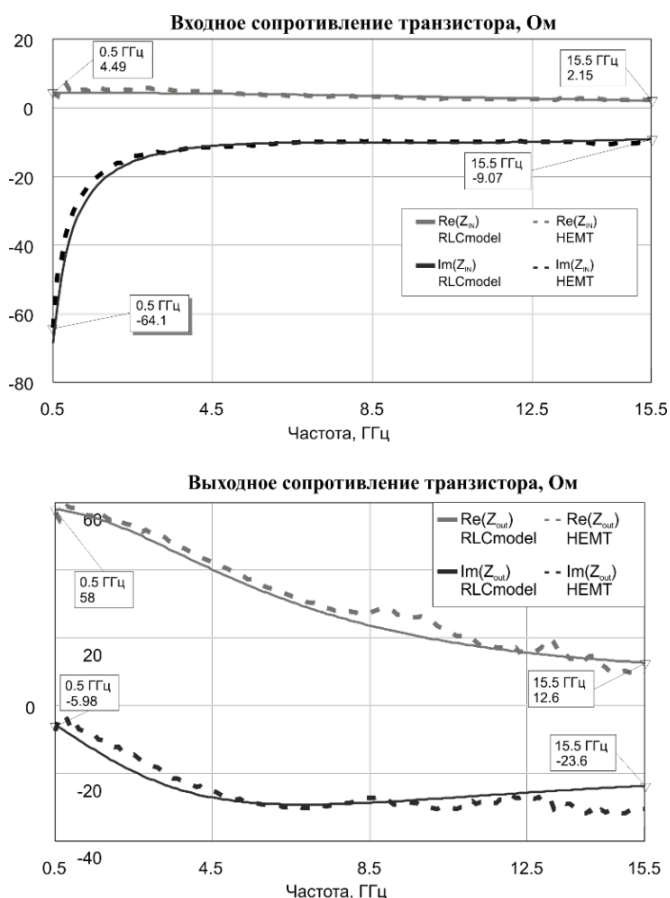 Входное сопротивление транзистора, Ом
20
0
-20
-40
-60
-80
0.5 ГГц
4.49
15.5 ГГц
2.15
15.5 ГГц
-9.07
0.5 ГГц
-64.1
Re(Z_IN)
RLCmodel
Re(Z_IN)
HEMT
Im(Z_IN)
RLCmodel
Im(Z_IN)
HEMT
0.5
4.5
8.5
12.5
15.5
Частота, ГГц
Выходное сопротивление транзистора, Ом
60
20
0
-20
-40
Re(Z_out)
RLCmodel
Re(Z_out)
HEMT
Im(Z_out)
RLCmodel
Im(Z_out)
HEMT
0.5 ГГц
58
0.5 ГГц
-5.98
15.5 ГГц
12.6
15.5 ГГц
-23.6
0.5
4.5
8.5
12.5
15.5
Частота, ГГц